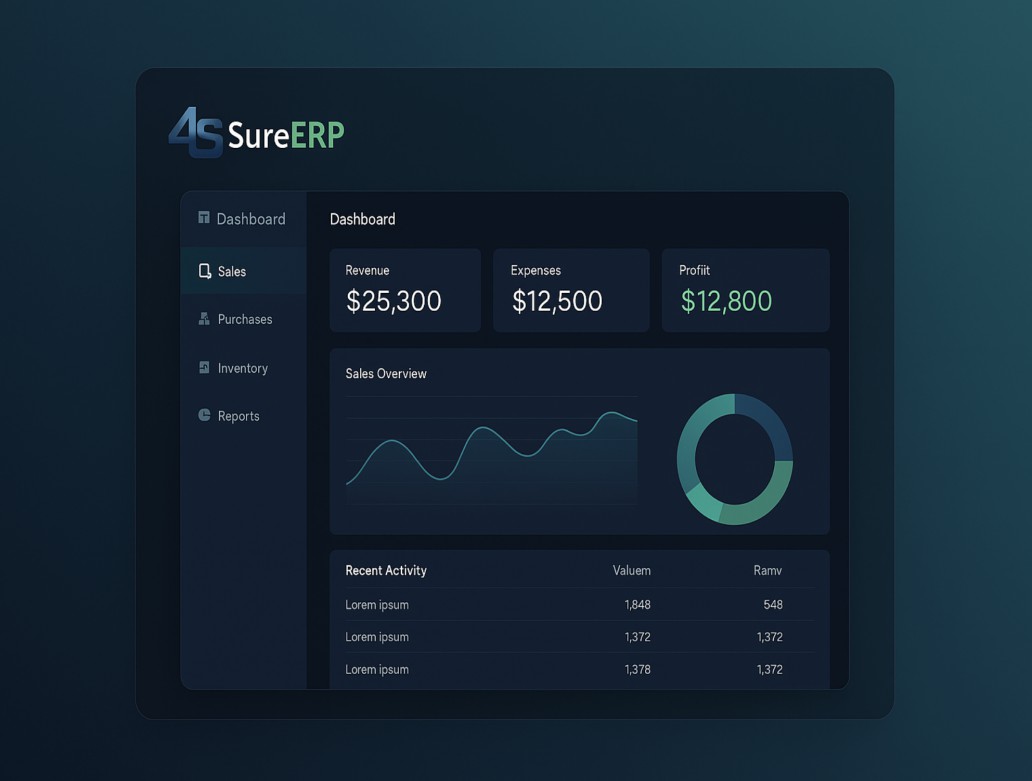 4S SureERP
Dashboard
Sales
Purchases
Inventory
Reports
Dashboard
Revenue
$25,300
Expenses
$12,500
Profiit
$12,800
Sales Overview
Recent Activity Valuem Ramv
Lorem ipsum 1,848 548
Lorem ipsum 1,372 1,372
Lorem ipsum 1,378 1,372